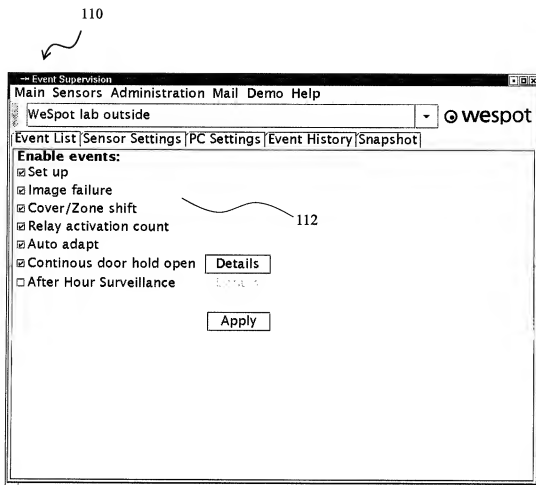 110
Event Supervision
Main Sensors Administration Mail Demo Help
WeSpot lab outside
wespot
Event List Sensor Settings PC Settings Event History Snapshot
Enable events:
Set up
Image failure
Cover/Zone shift
112
Relay activation count
Auto adapt
Continous door hold open Details
After Hour Surveillance
Apply